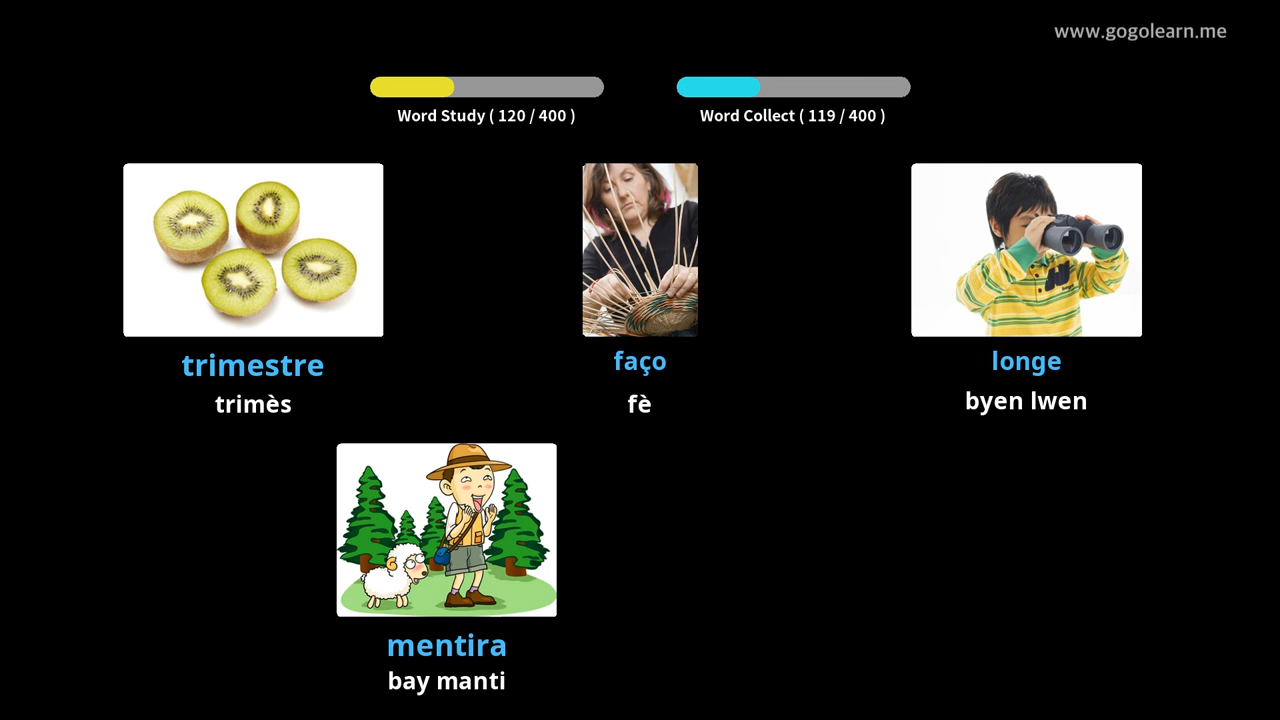 www.gogolearn.me
Word Study ( 120 / 400 )
Word Collect ( 119 / 400 )
trimestre
trimès
faço
fè
longe
byen lwen
mentira
bay manti